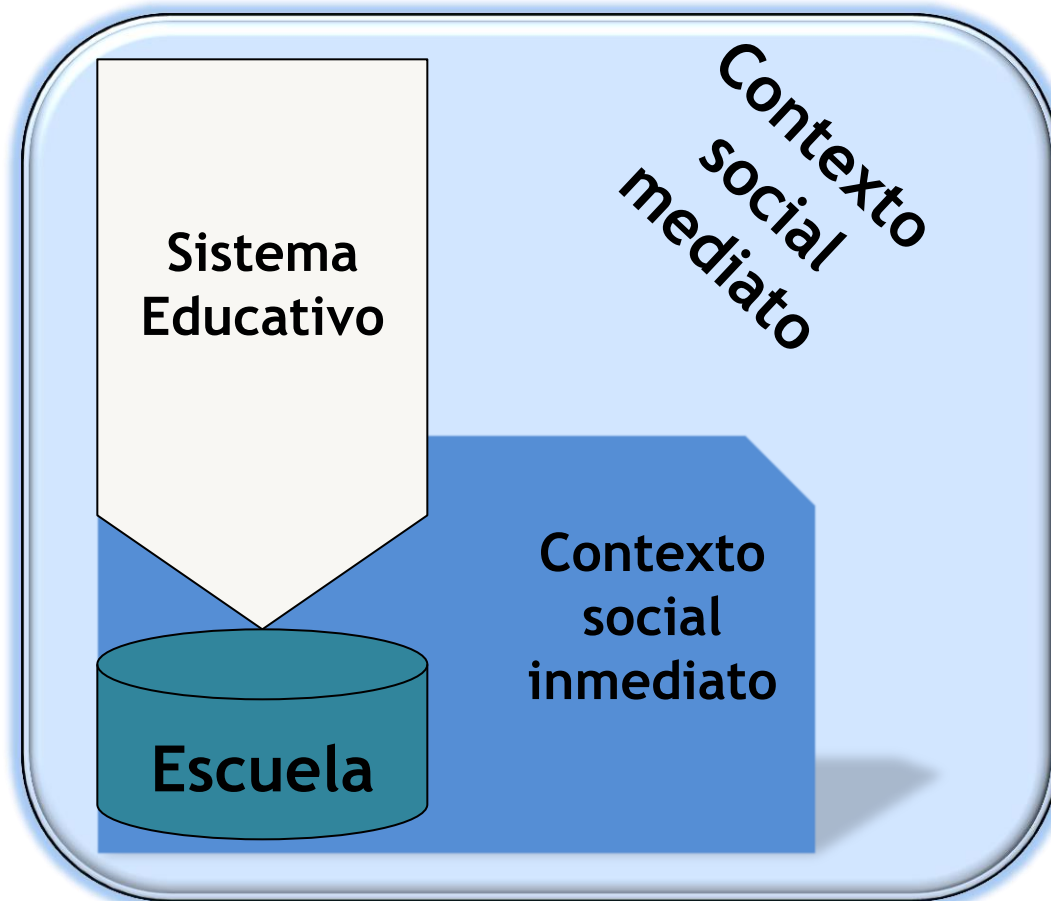 Contexto
social
mediato
Sistema
Educativo
Contexto
social
inmediato
Escuela